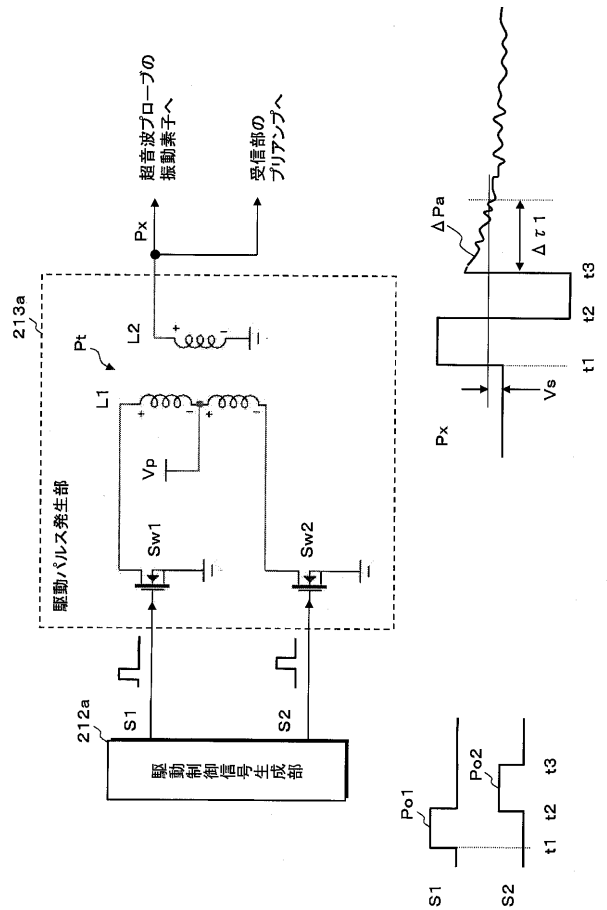 213a
駆動パルス発生部
Pt
L1
L2
+
-
+
-
+
-
Vp
Sw1
Sw2
Px
超音波プローブの
振動素子へ
受信部の
プリアンプへ
212a
駆動制御信号生成部
S1
S2
S1
S2
Po1
Po2
t1
t2
t3
Px
Vs
ΔPa
Δτ1
t1
t2
t3